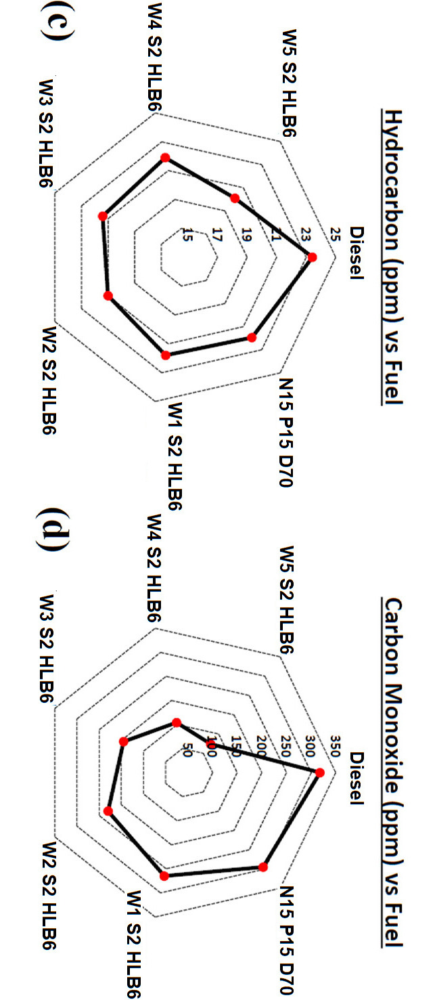 (c)
Hydrocarbon (ppm) vs Fuel
Diesel
25
23
21
19
17
15
N15 P15 D70
W1 S2 HLB6
W2 S2 HLB6
W3 S2 HLB6
W4 S2 HLB6
W5 S2 HLB6
(d)
Carbon Monoxide (ppm) vs Fuel
Diesel
350
300
250
200
150
100
50
N15 P15 D70
W1 S2 HLB6
W2 S2 HLB6
W3 S2 HLB6
W4 S2 HLB6
W5 S2 HLB6